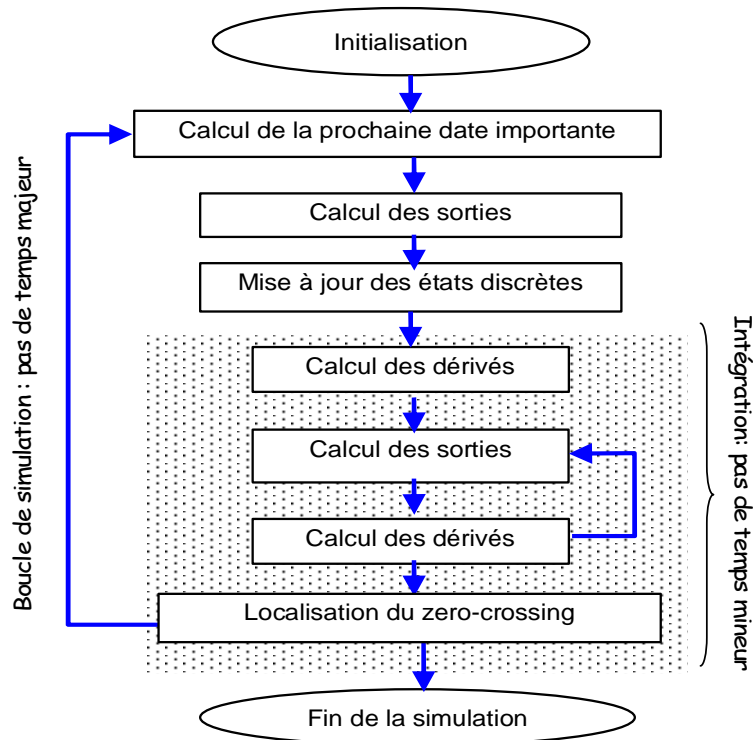 Initialisation
Calcul de la prochaine date importante
Calcul des sorties
Mise à jour des états discrètes
Calcul des dérivés
Calcul des sorties
Calcul des dérivés
Localisation du zero-crossing
Fin de la simulation
Boucle de simulation : pas de temps majeur
Intégration: pas de temps mineur